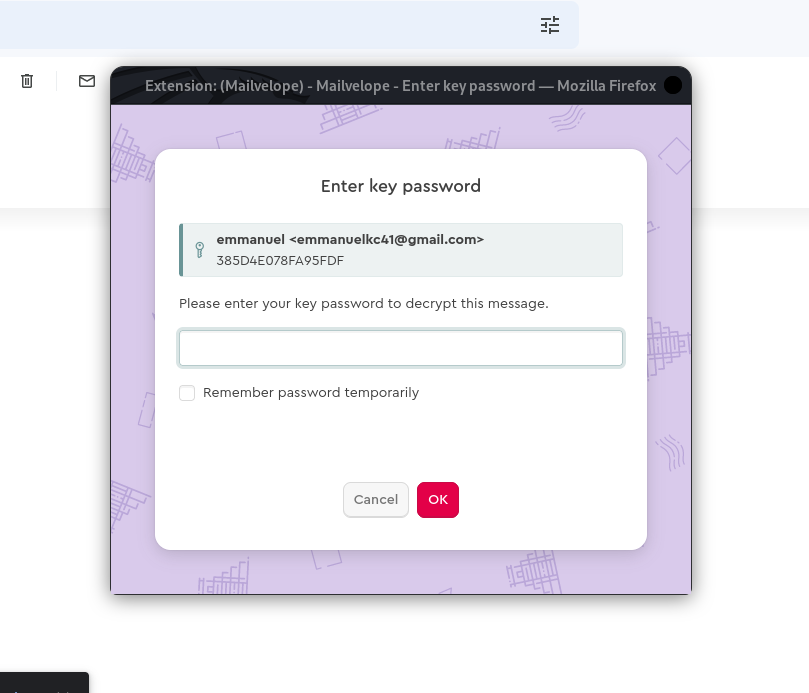 Extension: (Mailvelope) - Mailvelope - Enter key password — Mozilla Firefox
Enter key password
emmanuel <emmanuelkc41@gmail.com>
385D4E078FA95FDF
Please enter your key password to decrypt this message.
Remember password temporarily
Cancel
OK